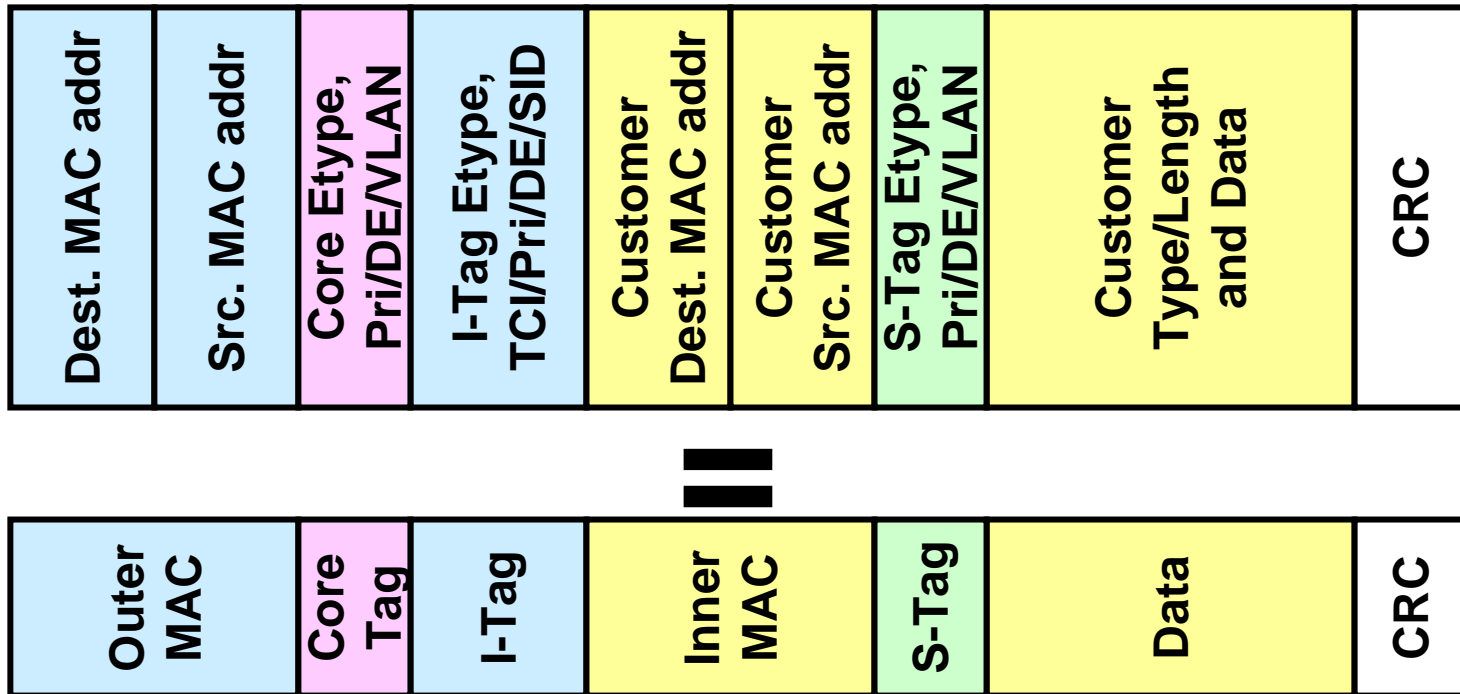 Dest. MAC addr
Src. MAC addr
Core Etype,
Pri/DE/VLAN
I-Tag Etype,
TCI/Pri/DE/SID
Customer
Dest. MAC addr
Customer
Src. MAC addr
S-Tag Etype,
Pri/DE/VLAN
Customer
Type/Length
and Data
CRC
=
Outer
MAC
Core
Tag
I-Tag
Inner
MAC
S-Tag
Data
CRC